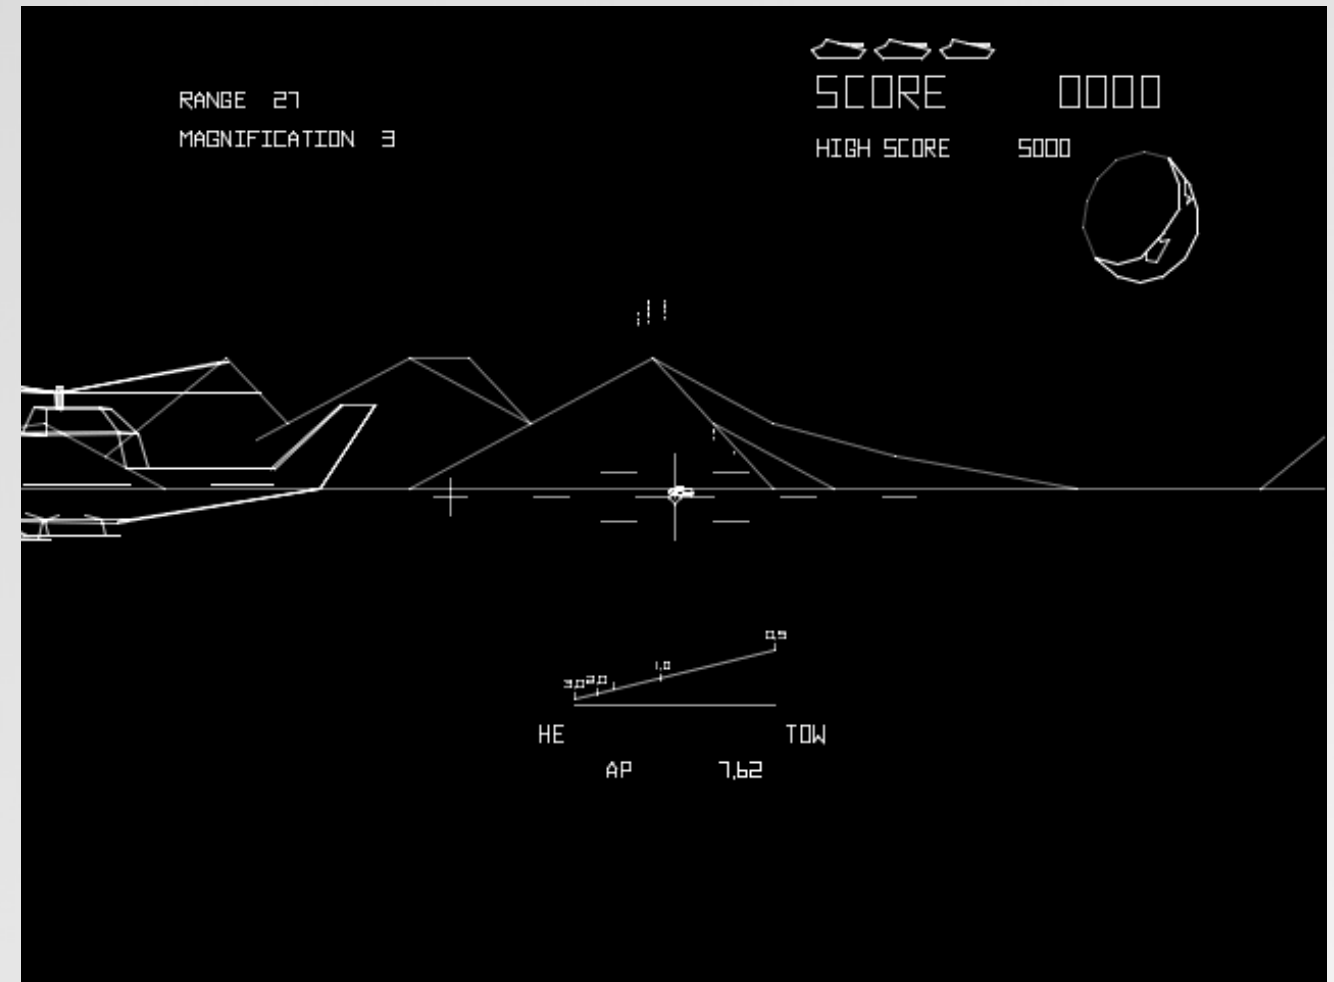 RANGE 27
MAGNIFICATION 3
SCORE 0000
HIGH SCORE 5000
0.5
1.0
3.0 2.0
HE TOW
AP 7.62